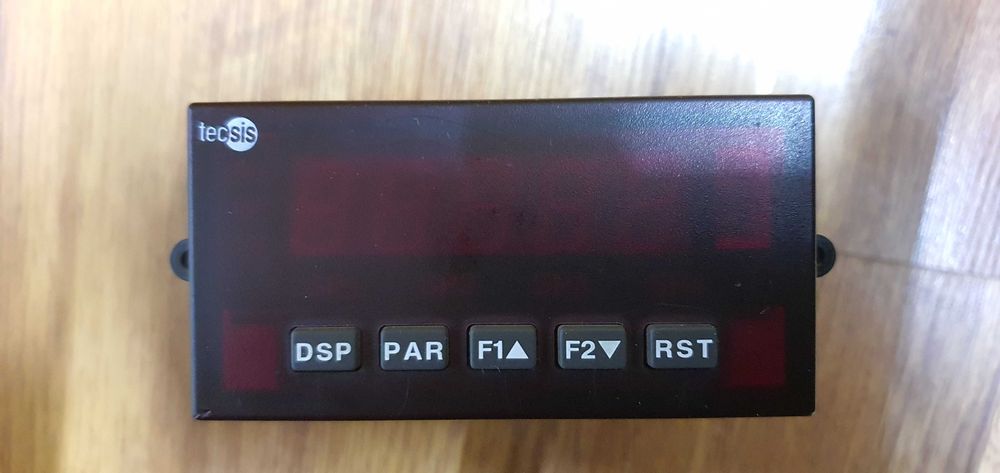 tecsis
DSP PAR F1▲ F2▼ RST